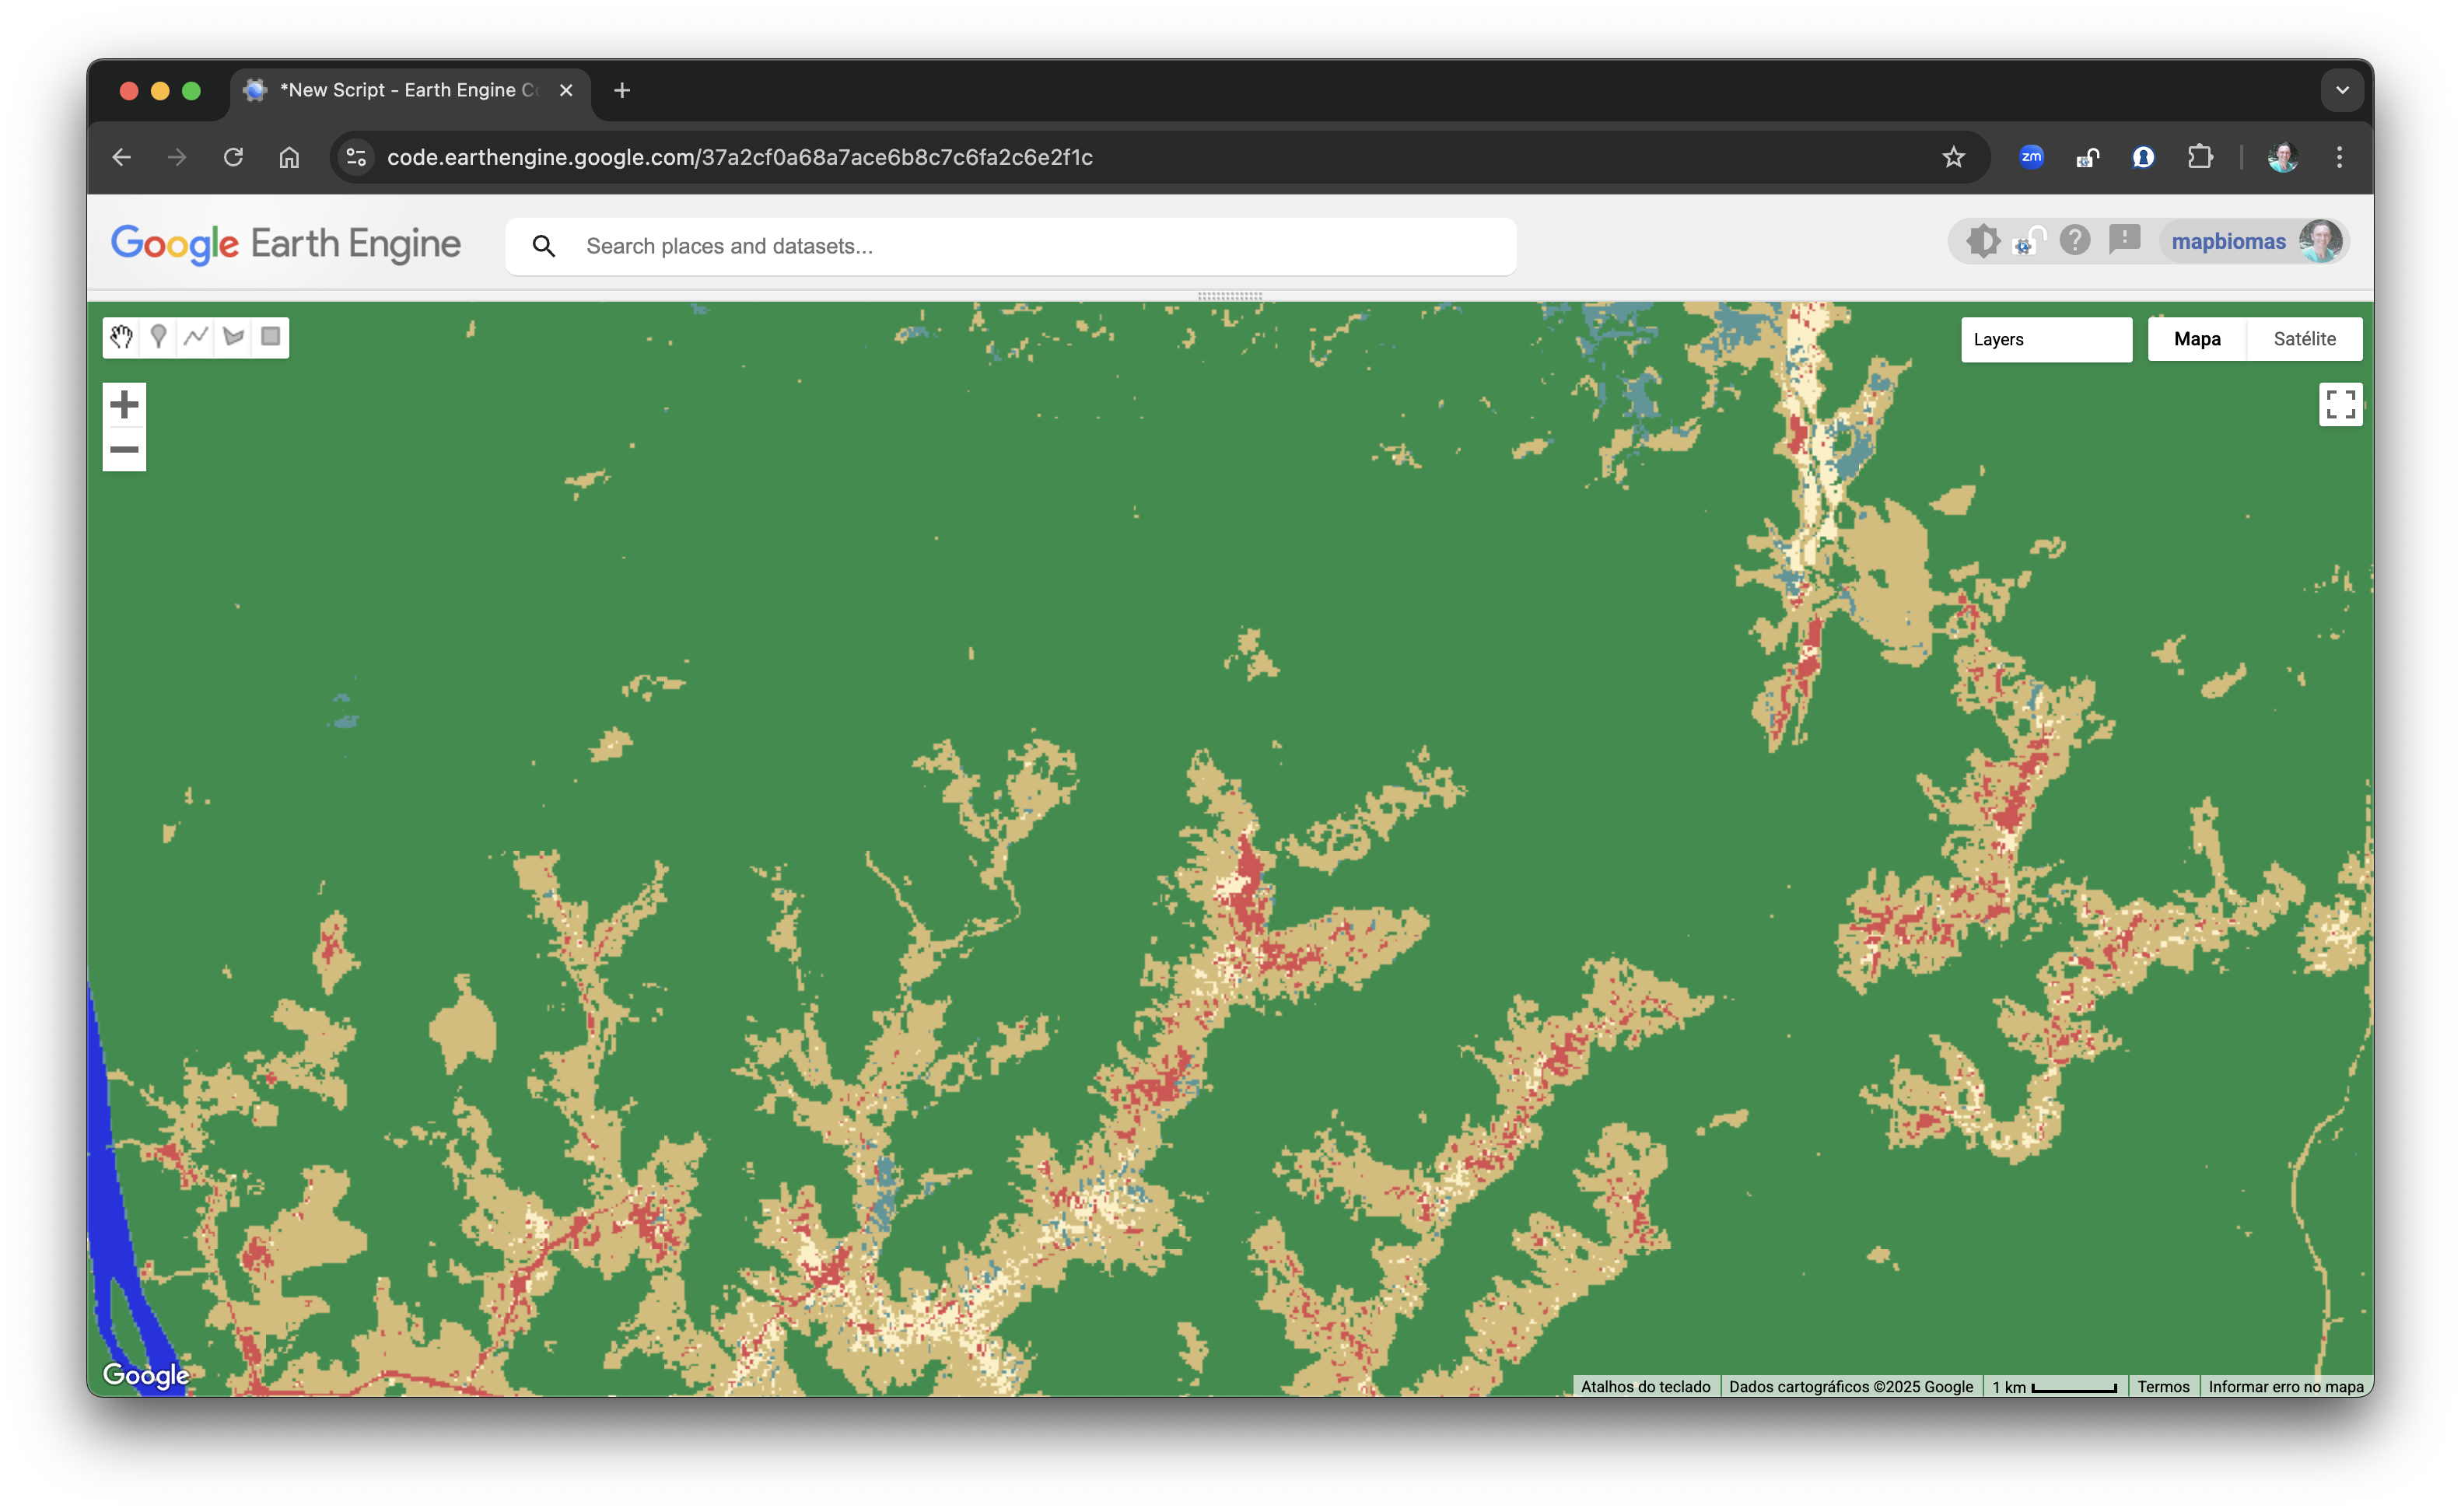 *New Script - Earth Engine C
code.earthengine.google.com/37a2cf0a68a7ace6b8c7c6fa2c6e2f1c
zm
Google Earth Engine
Search places and datasets...
mapbiomas
Layers
Mapa
Satélite
Google
Atalhos do teclado
Dados cartográficos ©2025 Google
1 km
Termos
Informar erro no mapa